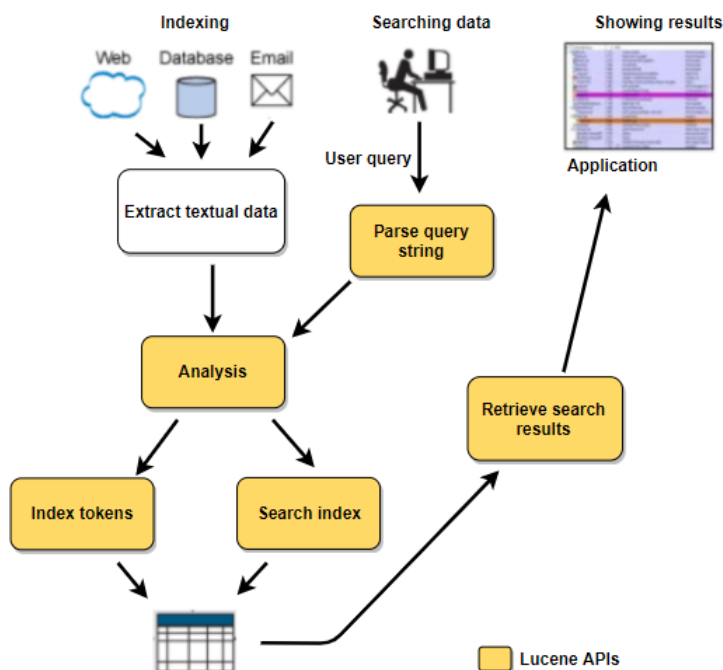 Indexing
Searching data
Showing results
Web
Database
Email
User query
Application
Extract textual data
Parse query
string
Analysis
Retrieve search
results
Index tokens
Search index
Lucene APIs